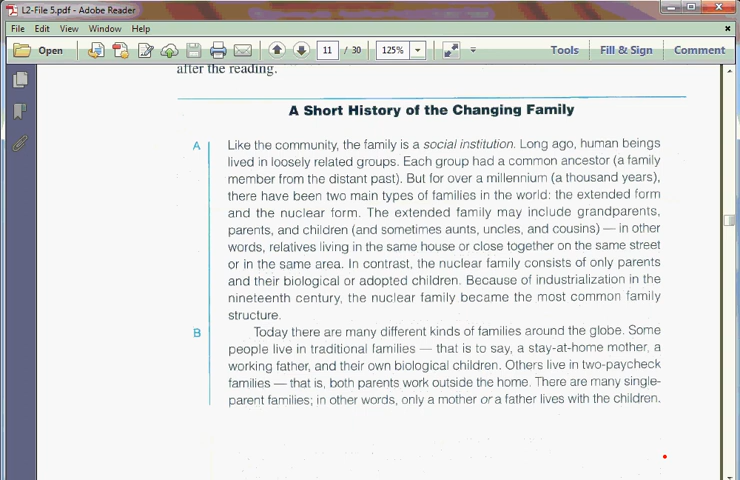 L2-File 5.pdf - Adobe Reader
File Edit View Window Help
Open 11 / 30 125% Tools Fill & Sign Comment
after the reading.
A Short History of the Changing Family
A Like the community, the family is a social institution. Long ago, human beings
lived in loosely related groups. Each group had a common ancestor (a family
member from the distant past). But for over a millennium (a thousand years),
there have been two main types of families in the world: the extended form
and the nuclear form. The extended family may include grandparents,
parents, and children (and sometimes aunts, uncles, and cousins) — in other
words, relatives living in the same house or close together on the same street
or in the same area. In contrast, the nuclear family consists of only parents
and their biological or adopted children. Because of industrialization in the
nineteenth century, the nuclear family became the most common family
structure.
B Today there are many different kinds of families around the globe. Some
people live in traditional families — that is to say, a stay-at-home mother, a
working father, and their own biological children. Others live in two-paycheck
families — that is, both parents work outside the home. There are many single-
parent families; in other words, only a mother or a father lives with the children.